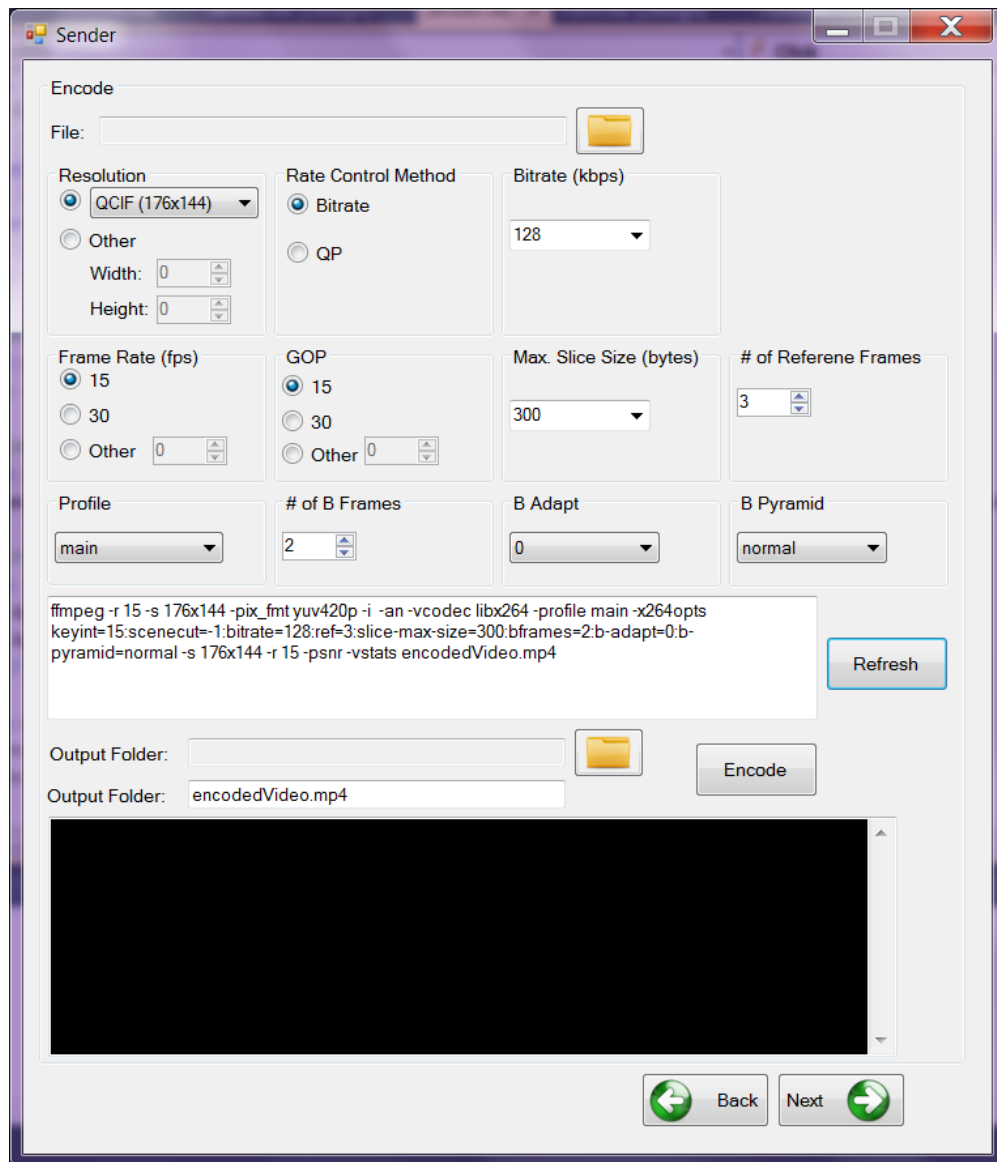 Sender
Encode
File:
Resolution
QCIF (176x144)
Other
Width: 0
Height: 0
Rate Control Method
Bitrate
QP
Bitrate (kbps)
128
Frame Rate (fps)
15
30
Other 0
GOP
15
30
Other 0
Max. Slice Size (bytes)
300
# of Referene Frames
3
Profile
main
# of B Frames
2
B Adapt
0
B Pyramid
normal
ffmpeg -r 15 -s 176x144 -pix_fmt yuv420p -i  -an -vcodec libx264 -profile main -x264opts
keyint=15:scenecut=-1:bitrate=128:ref=3:slice-max-size=300:bframes=2:b-adapt=0:b-
pyramid=normal -s 176x144 -r 15 -psnr -vstats encodedVideo.mp4
Refresh
Output Folder:
Encode
Output Folder: encodedVideo.mp4
Back
Next